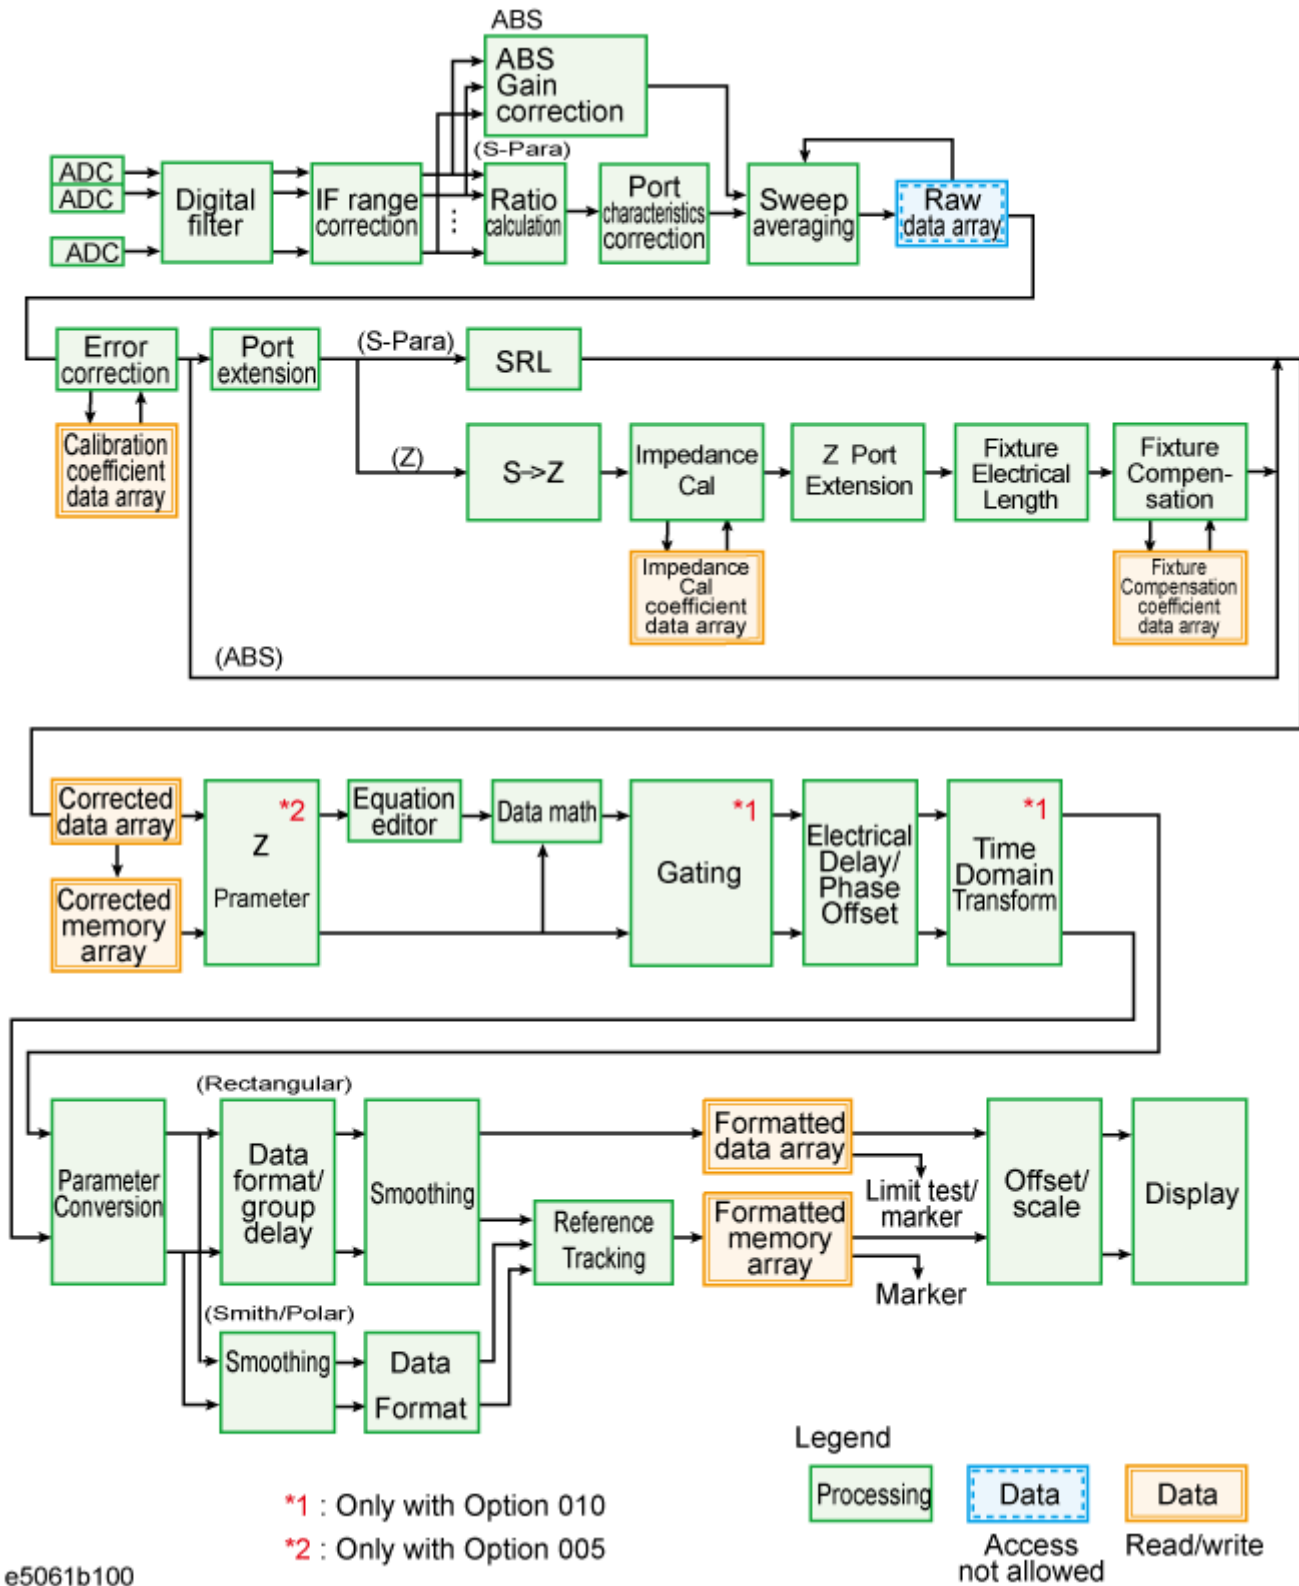 ABS
ABS
Gain
correction
(S-Para)
ADC
ADC
ADC
Digital
filter
IF range
correction
Ratio
calculation
Port
characteristics
correction
Sweep
averaging
Raw
data array
Error
correction
Port
extension
(S-Para)
SRL
Calibration
coefficient
data array
(Z)
S->Z
Impedance
Cal
Z Port
Extension
Fixture
Electrical
Length
Fixture
Compen-
sation
Impedance
Cal
coefficient
data array
Fixture
Compensation
coefficient
data array
(ABS)
Corrected
data array
Corrected
memory
array
*2
Z
Prameter
Equation
editor
Data math
*1
Gating
Electrical
Delay/
Phase
Offset
*1
Time
Domain
Transform
(Rectangular)
Parameter
Conversion
Data
format/
group
delay
Smoothing
Reference
Tracking
Formatted
data array
Limit test/
marker
Formatted
memory
array
Marker
Offset/
scale
Display
(Smith/Polar)
Smoothing
Data
Format
Legend
Processing
Data
Data
Access
not allowed
Read/write
*1 : Only with Option 010
*2 : Only with Option 005
e5061b100